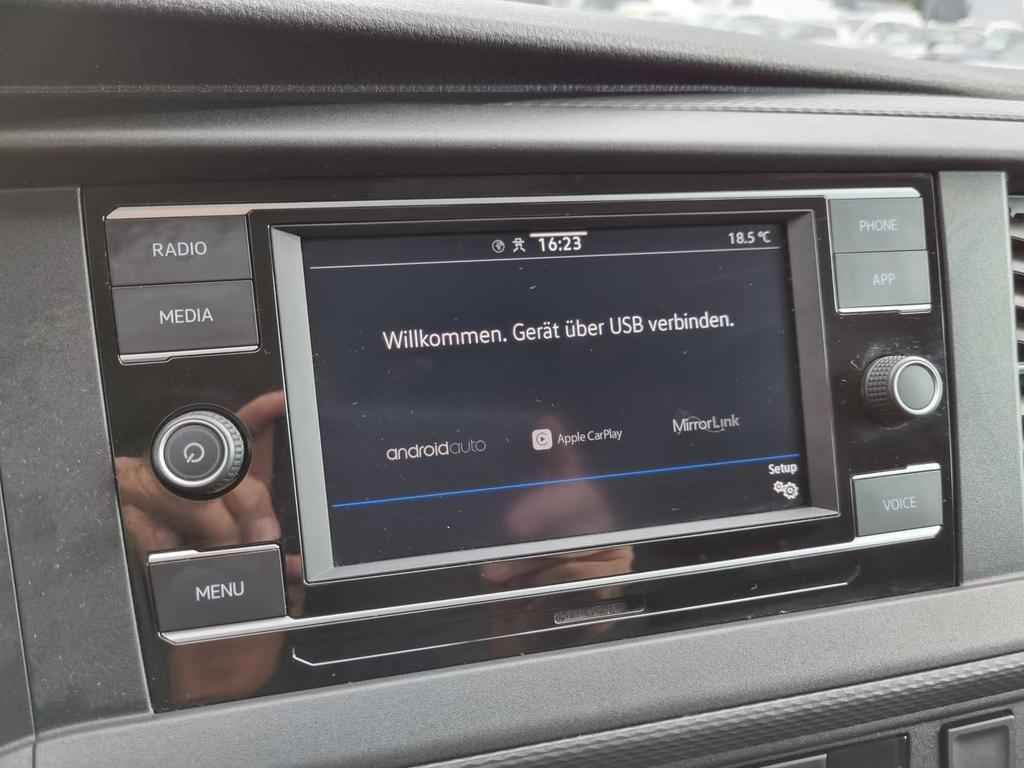 RADIO
MEDIA
MENU
16:23
18.5 °C
Willkommen. Gerät über USB verbinden.
androidauto
Apple CarPlay
MirrorLink
Setup
PHONE
APP
VOICE